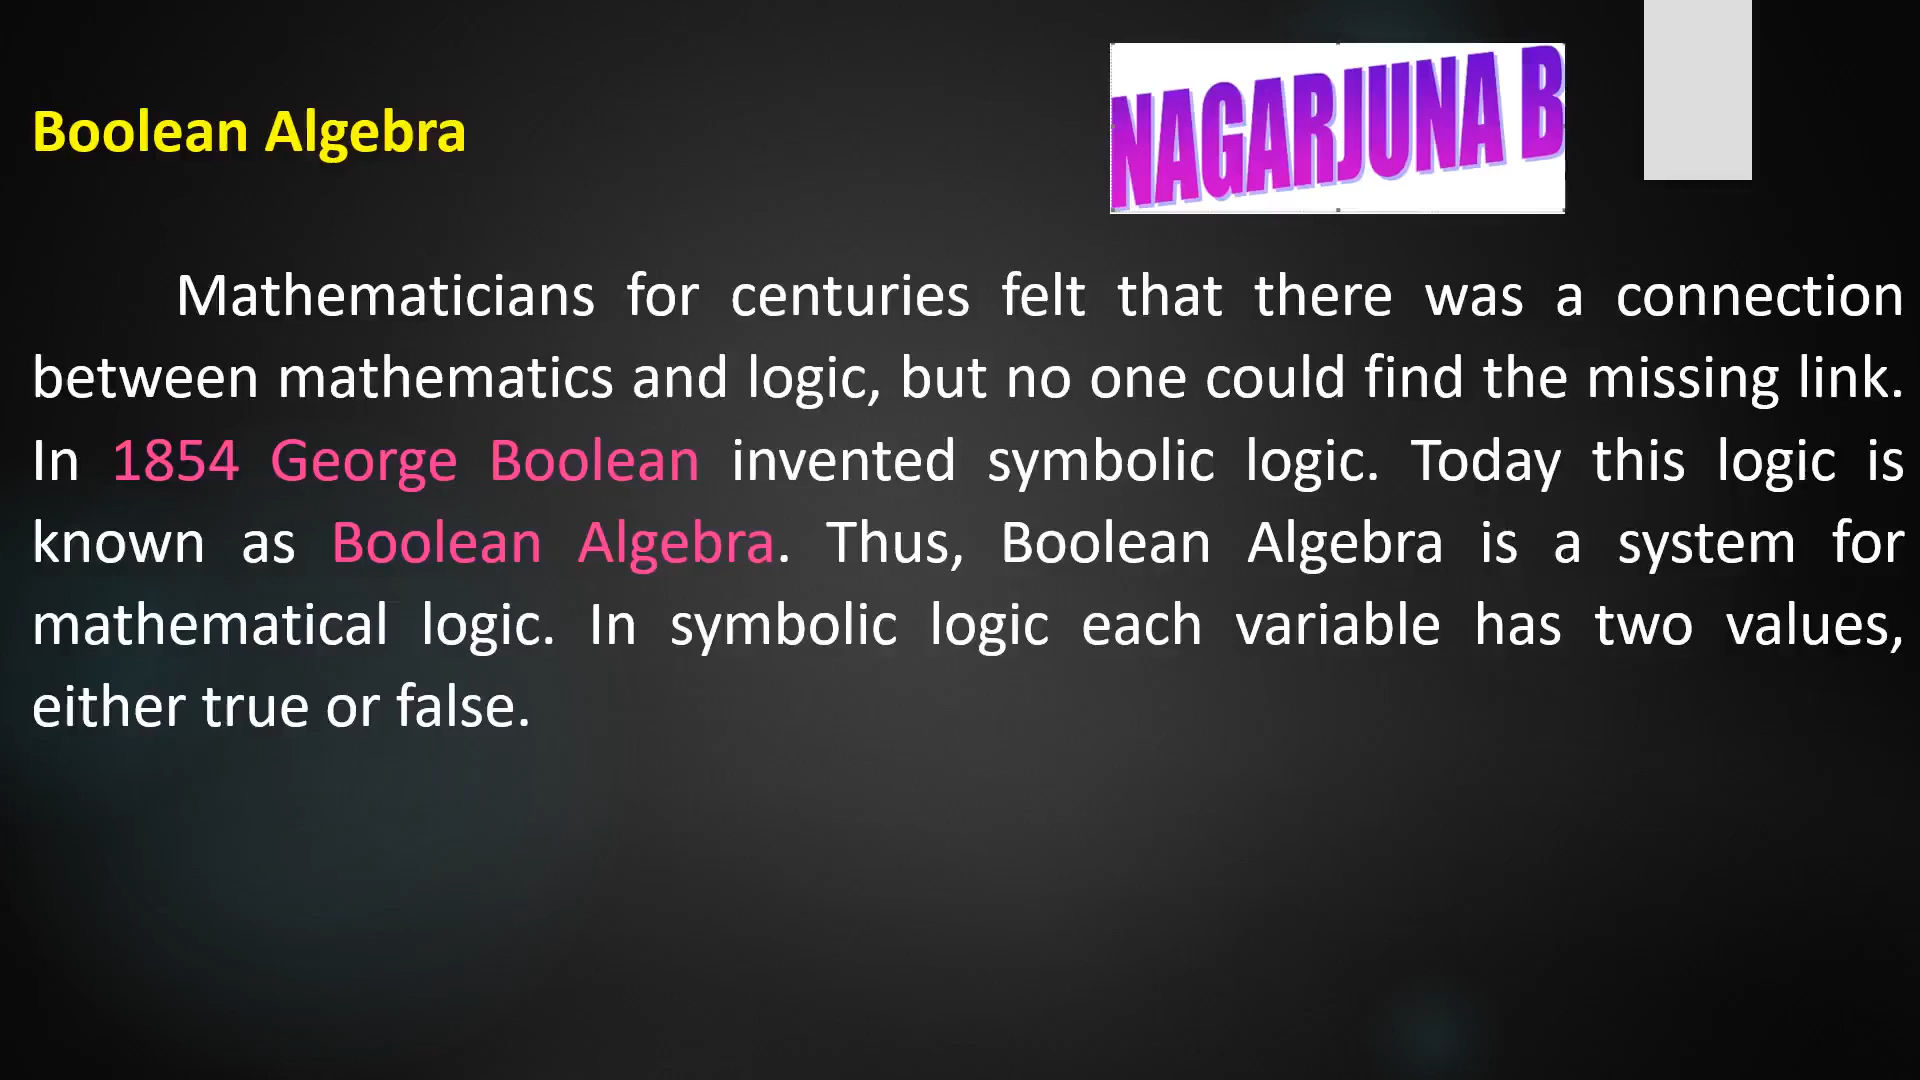 NAGARJUNA B
Boolean Algebra
Mathematicians for centuries felt that there was a connection
between mathematics and logic, but no one could find the missing link.
In 1854 George Boolean invented symbolic logic. Today this logic is
known as Boolean Algebra. Thus, Boolean Algebra is a system for
mathematical logic. In symbolic logic each variable has two values,
either true or false.